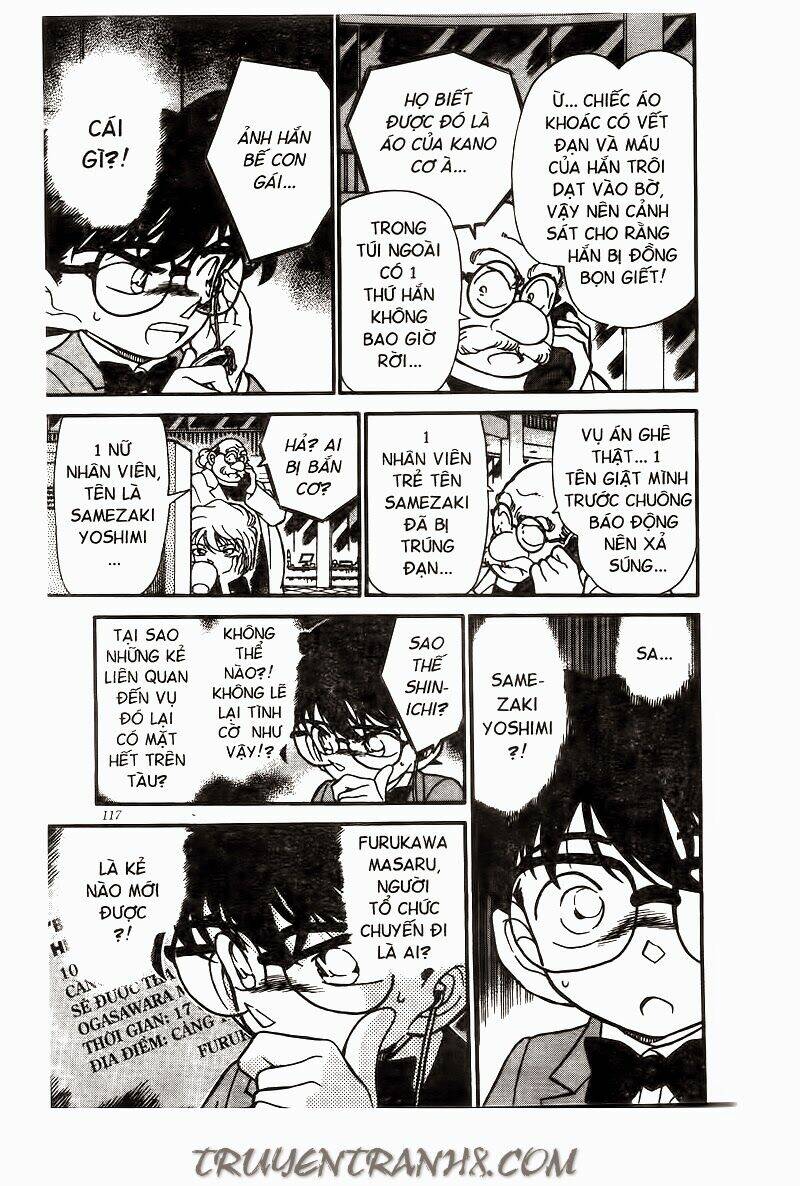 Ừ... CHIẾC ÁO
KHOÁC CÓ VẾT
ĐẠN VÀ MÁU
CỦA HẮN TRÔI
DẠT VÀO BỜ,
VẬY NÊN CẢNH
SÁT CHO RẰNG
HẮN BỊ ĐỒNG
BỌN GIẾT!
HỌ BIẾT
ĐƯỢC ĐÓ LÀ
ÁO CỦA KANO
CƠ À...
TRONG
TÚI NGOÀI
CÓ 1
THỨ HẮN
KHÔNG
BAO GIỜ
RỜI...
ẢNH HẮN
BẾ CON
GÁI...
CÁI
GÌ?!
VỤ ÁN GHÊ
THẬT... 1
TÊN GIẬT MÌNH
TRƯỚC CHUÔNG
BÁO ĐỘNG
NÊN XẢ
SÚNG...
1
NHÂN VIÊN
TRẺ TÊN
SAMEZAKI
ĐÃ BỊ
TRÚNG
ĐẠN...
HẢ? AI
BỊ BẮN
CƠ?
1 NỮ
NHÂN VIÊN,
TÊN LÀ
SAMEZAKI
YOSHIMI
...
SA...
SAME-
ZAKI
YOSHIMI
?!
SAO
THẾ
SHIN-
ICHI?
KHÔNG
THỂ
NÀO?!
KHÔNG LẼ
LẠI TÌNH
CỜ NHƯ
VẬY!?
TẠI SAO
NHỮNG KẺ
LIÊN QUAN
ĐẾN VỤ
ĐÓ LẠI
CÓ MẶT
HẾT TRÊN
TẦU?
117
FURUKAWA
MASARU,
NGƯỜI
TỔ CHỨC
CHUYẾN ĐI
LÀ AI?
LÀ KẺ
NÀO MỚI
ĐƯỢC
?!
10
SẼ ĐƯỢC THA
OGASAWARA
THỜI GIAN: 17
ĐỊA ĐIỂM: CẢNG
FURU
TRUYENTRANH8.COM